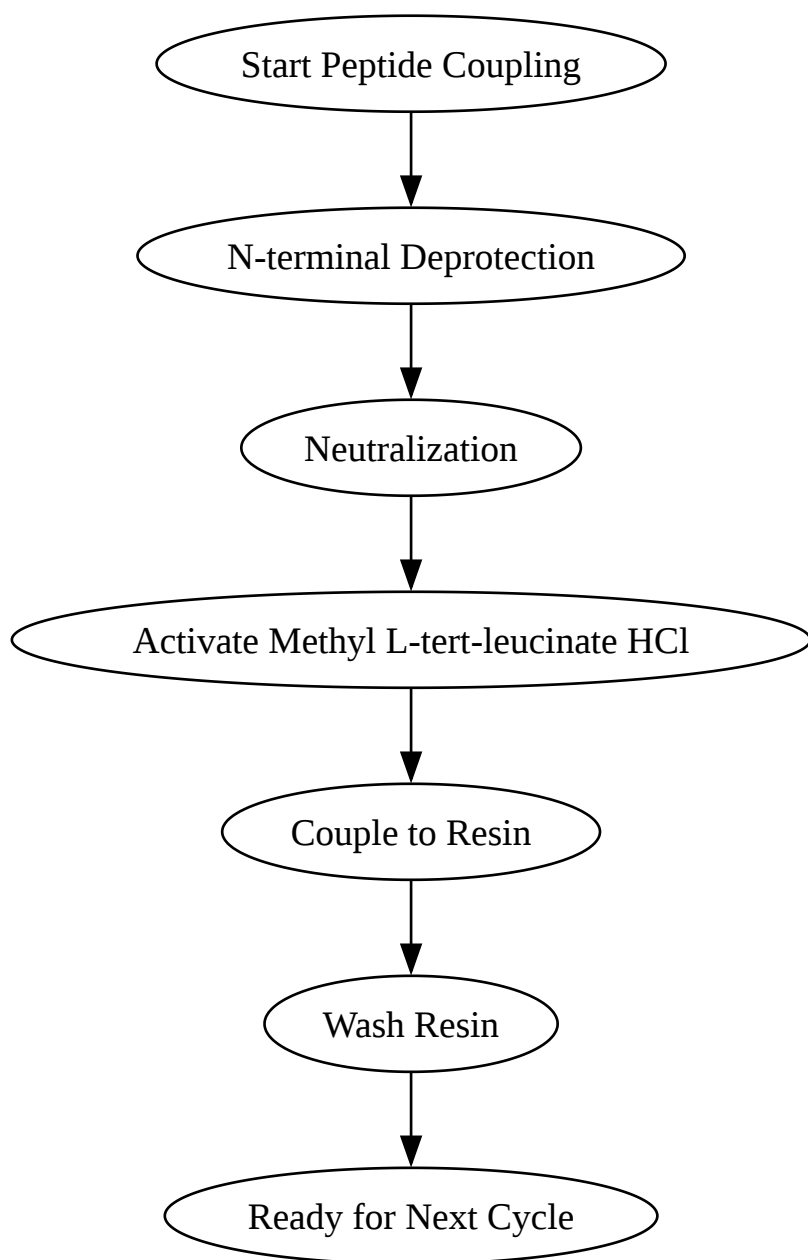 Start Peptide Coupling
N-terminal Deprotection
Neutralization
Activate Methyl L-tert-leucinate HCl
Couple to Resin
Wash Resin
Ready for Next Cycle